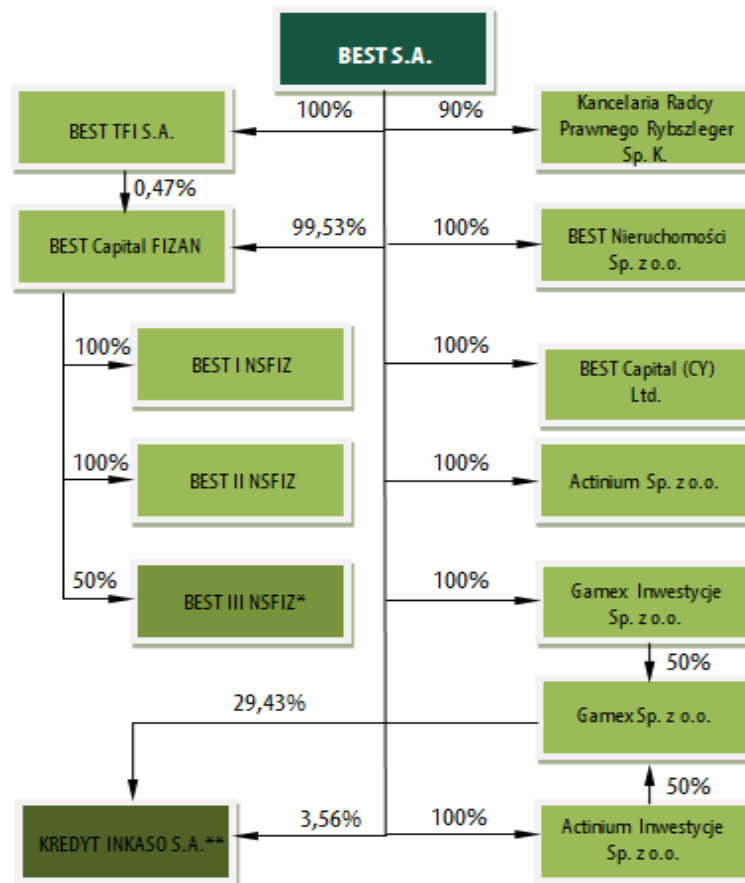 BEST S.A.
100%
90%
BEST TFI S.A.
Kancelaria Radcy
Prawnego Rybszleger
Sp. K.
0,47%
BEST Capital FIZAN
99,53%
100%
BEST Nieruchomości
Sp. z o.o.
100%
BEST I NSFIZ
100%
BEST Capital (CY)
Ltd.
100%
BEST II NSFIZ
100%
Actinium Sp. z o.o.
50%
BEST III NSFIZ*
100%
Gamex Inwestycje
Sp. z o.o.
50%
29,43%
Gamex Sp. z o.o.
50%
KREDYT INKASO S.A.**
3,56%
100%
Actinium Inwestycje
Sp. z o.o.